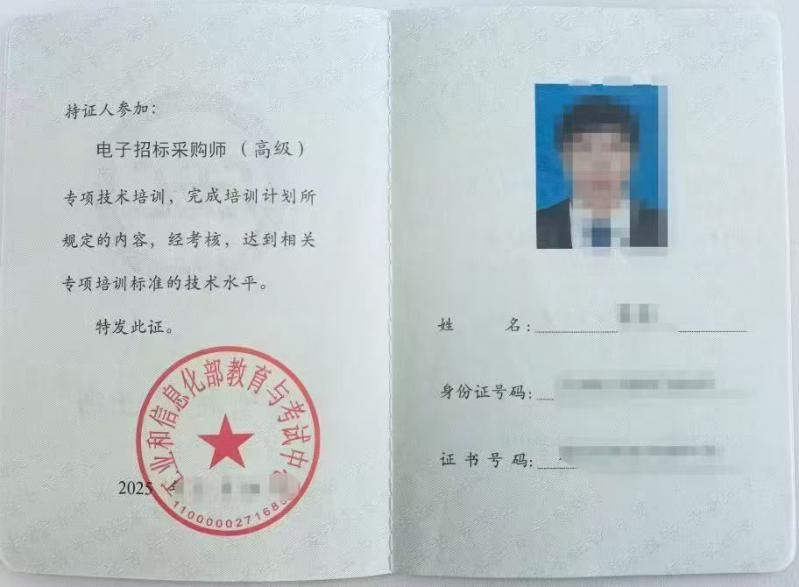 持证人参加：
电子招标采购师（高级）
专项技术培训，完成培训计划所
规定的内容，经考核，达到相关
专项培训标准的技术水平。
特发此证。
工业和信息化部教育与考试中
2025
110000027168
姓 名：
身份证号码：
证 书 号 码：